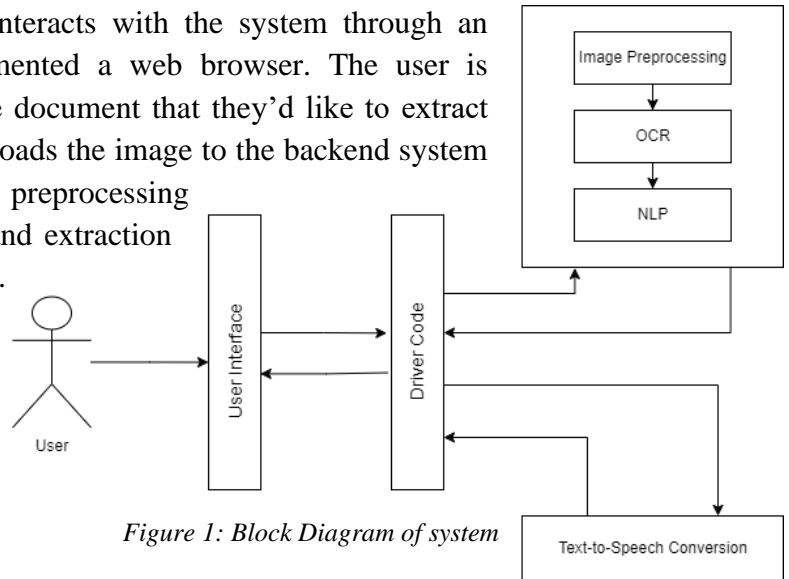 nteracts with the system through an
mented a web browser. The user is
e document that they’d like to extract
oads the image to the backend system
preprocessing
and extraction
.
Image Preprocessing
OCR
NLP
User Interface
Driver Code
User
Figure 1: Block Diagram of system
Text-to-Speech Conversion